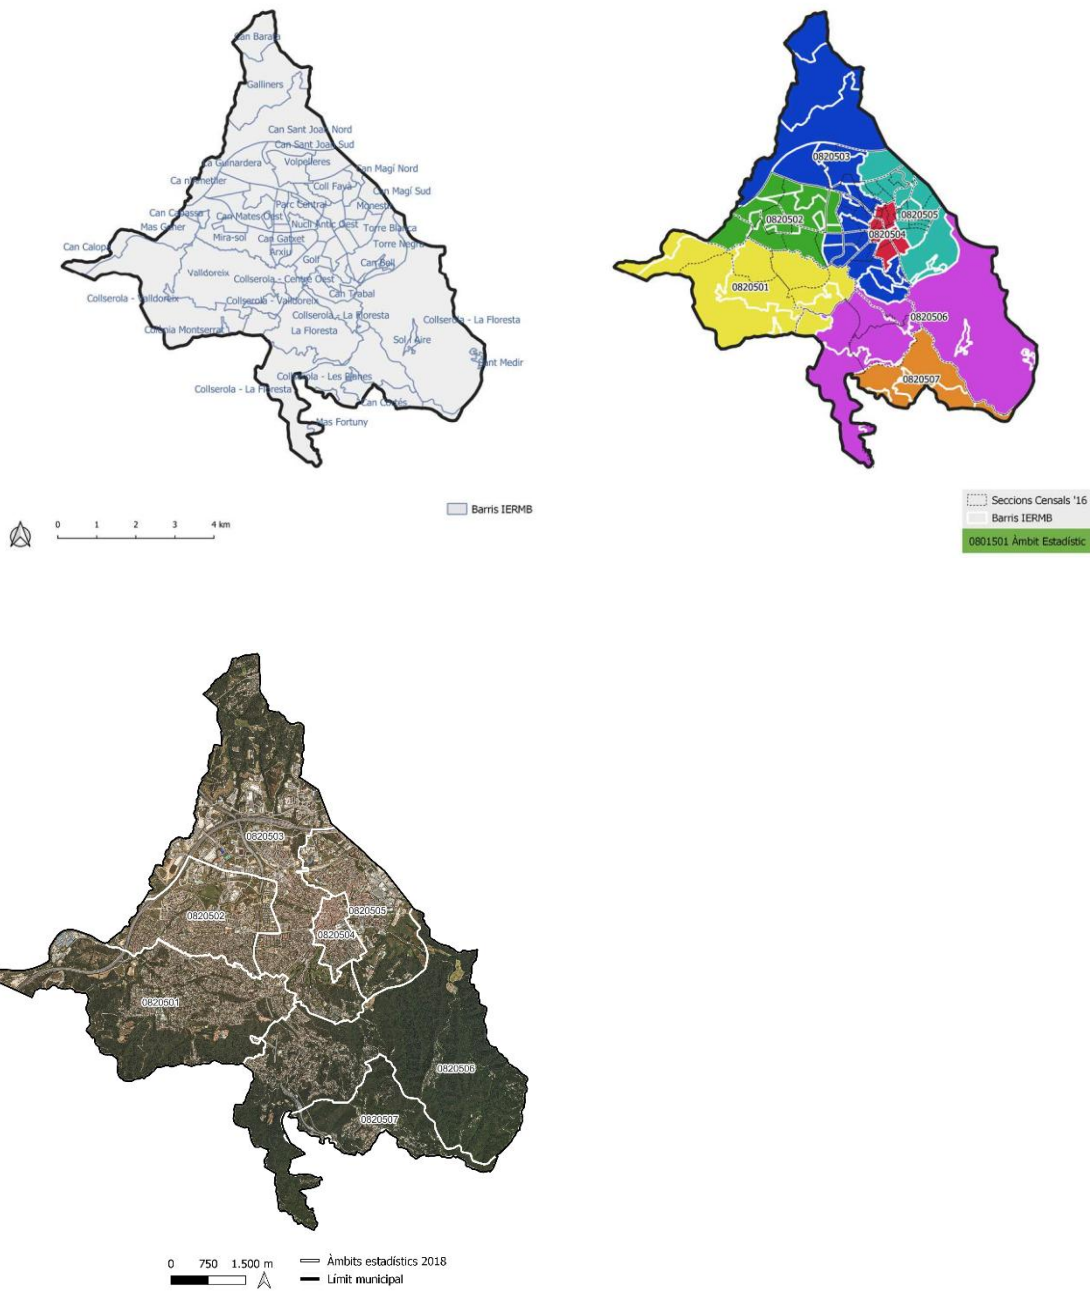 Can Barata
Galliners
Can Sant Joan Nord
Can Sant Joan Sud
Ca Guinardera
Volpelleres
Can Magí Nord
Ca n'Ametller
Coll Favà
Can Magí Sud
Parc Central
Monestir
Can Cabassa
Can Mates Oest
Nucli Antic Oest
Torre Blanca
Mas Gener
Mira-sol
Can Gatxet
Torre Negra
Can Calopa
Arxiu
Golf
Can Bell
Valldoreix
Collserola - Centre Oest
Can Trabal
Collserola - Valldoreix
Collserola - Valldoreix
Collserola - La Floresta
Collserola - La Floresta
Colònia Montserrat
La Floresta
Sol i Aire
Sant Medir
Collserola - Les Planes
Collserola - La Floresta
Can Cortés
Mas Fortuny
0 1 2 3 4 km
Barris IERMB
0820503
0820502
0820505
0820504
0820501
0820506
0820507
Seccions Censals '16
Barris IERMB
0801501 Àmbit Estadístic
0820503
0820502
0820505
0820504
0820501
0820506
0820507
0 750 1.500 m
Àmbits estadístics 2018
Límit municipal